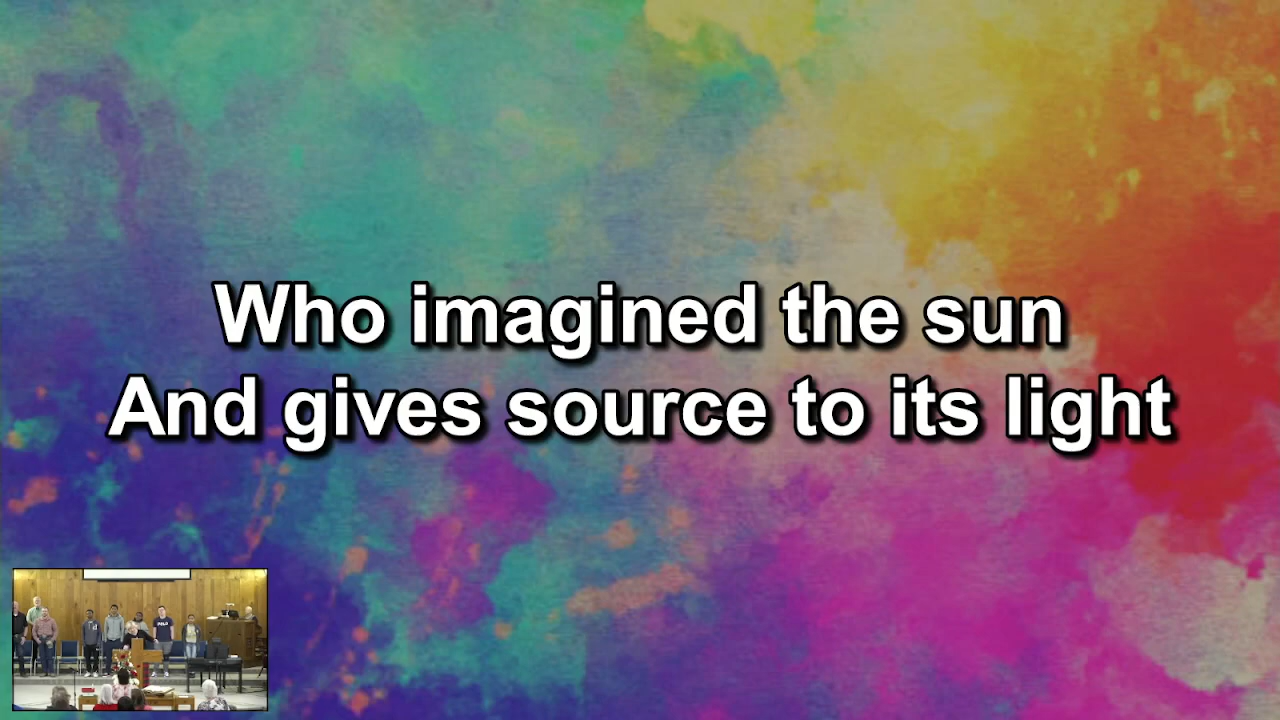 Who imagined the sun
And gives source to its light